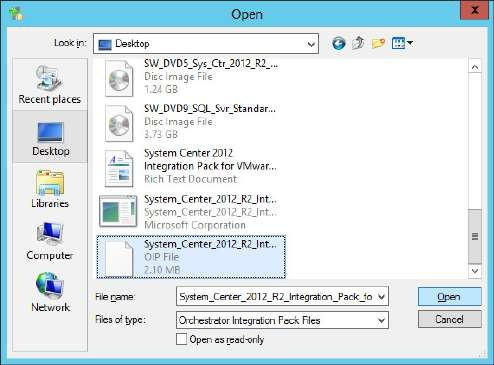 Open
x
Look in:
Desktop
Recent places
Desktop
Libraries
Computer
Network
SW_DVD5_Sys_Ctr_2012_R2_...
Disc Image File
1.24 GB
SW_DVD9_SQL_Svr_Standar...
Disc Image File
3.73 GB
System Center 2012
Integration Pack for VMwar...
Rich Text Document
System_Center_2012_R2_Int...
System_Center_2012_R2_Inte...
Microsoft Corporation
System_Center_2012_R2_Int...
OIP File
2.10 MB
File name:
System_Center_2012_R2_Integration_Pack_fo
Open
Files of type:
Orchestrator Integration Pack Files
Cancel
Open as read-only